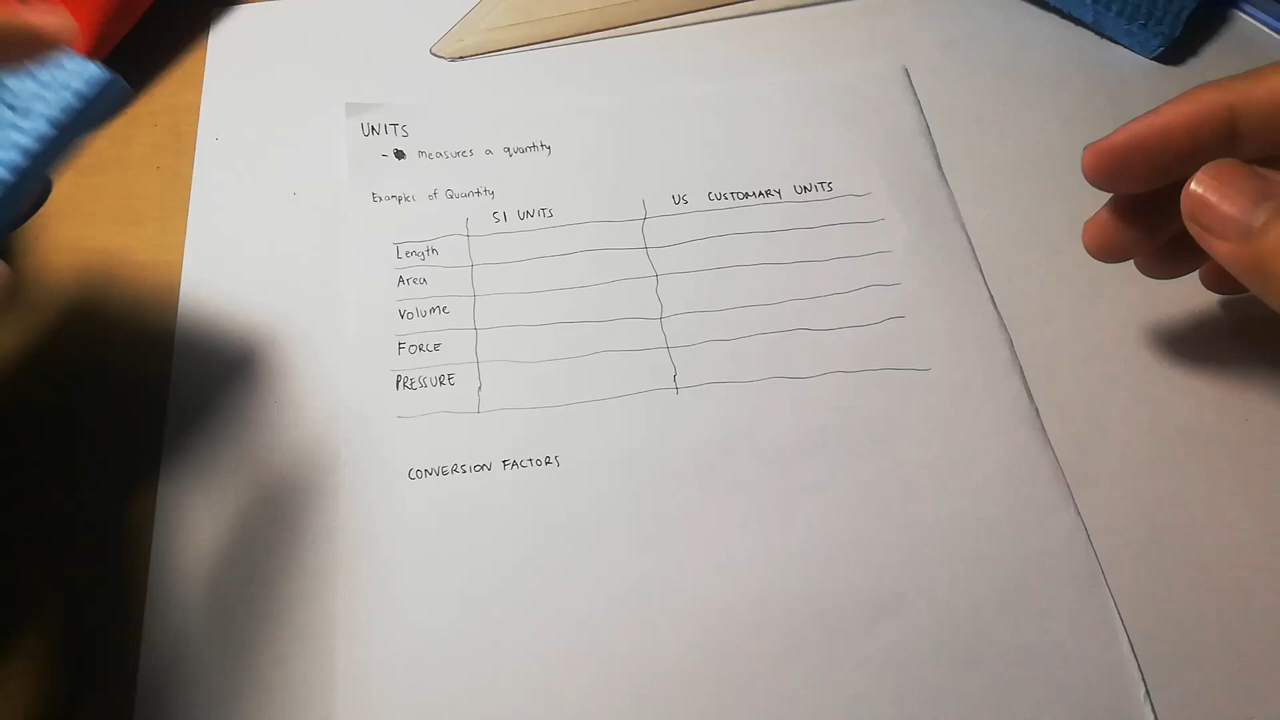 UNITS
- measures a quantity
Examples of Quantity
SI UNITS US CUSTOMARY UNITS
Length
Area
Volume
FORCE
PRESSURE
CONVERSION FACTORS